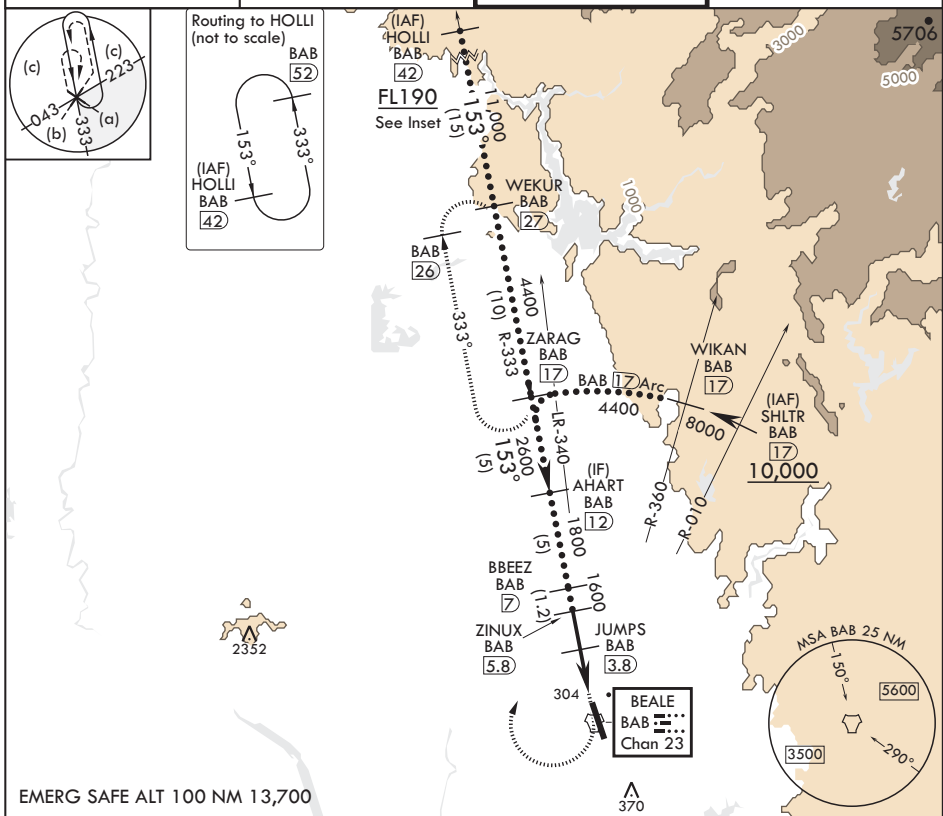 Routing to HOLLI
(not to scale)
BAB
52
153°
333°
(IAF)
HOLLI
BAB
42
(c)
(c)
223
043
(b)
333
(a)
(IAF)
HOLLI
BAB
42
FL190
See Inset
11,000
153°
(15)
3000
5706
5000
1000
WEKUR
BAB
27
BAB
26
333°
4400
(10)
R-333
ZARAG
BAB
17
BAB 17 Arc
4400
WIKAN
BAB
17
8000
(IAF)
SHLTR
BAB
17
10,000
LR-340
2600
153°
(5)
R-360
R-010
(IF)
AHART
BAB
12
1800
(5)
BBEEZ
BAB
7
1600
(1.2)
ZINUX
BAB
5.8
JUMPS
BAB
3.8
2352
304
BEALE
BAB
Chan 23
370
MSA BAB 25 NM
150°
5600
3500
290°
EMERG SAFE ALT 100 NM 13,700